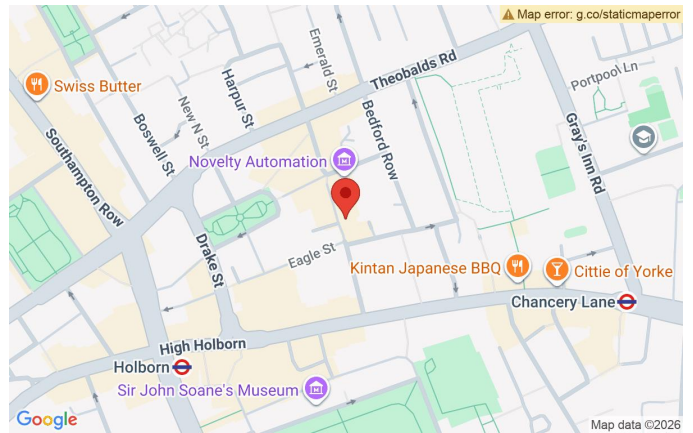 Map error: g.co/staticmaperror
Emerald St
Theobalds Rd
Portpool Ln
Swiss Butter
Harpur St
New N St
Boswell St
Bedford Row
Gray's Inn Rd
Southampton Row
Novelty Automation
Drake St
Eagle St
Kintan Japanese BBQ
Cittie of Yorke
Chancery Lane
High Holborn
Holborn
Sir John Soane's Museum
Google
Map data ©2026